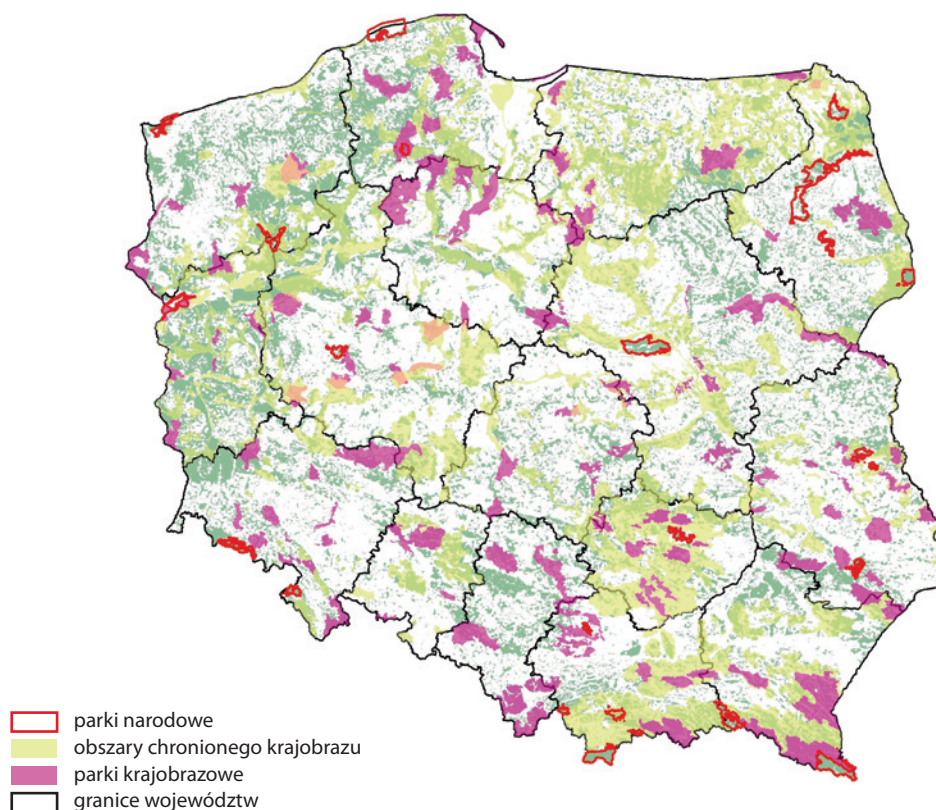 parki narodowe
obszary chronionego krajobrazu
parki krajobrazowe
granice województw